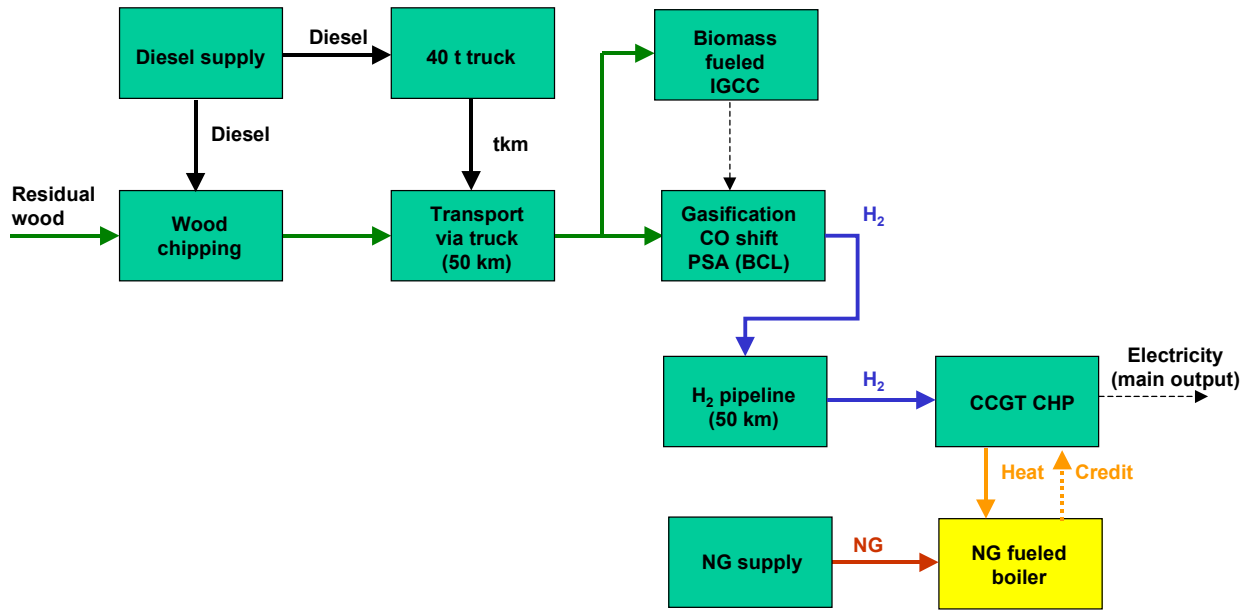 Diesel supply
Diesel
40 t truck
Biomass
fueled
IGCC
Diesel
tkm
Residual
wood
Wood
chipping
Transport
via truck
(50 km)
Gasification
CO shift
PSA (BCL)
H₂
H₂ pipeline
(50 km)
H₂
CCGT CHP
Electricity
(main output)
Heat
Credit
NG supply
NG
NG fueled
boiler